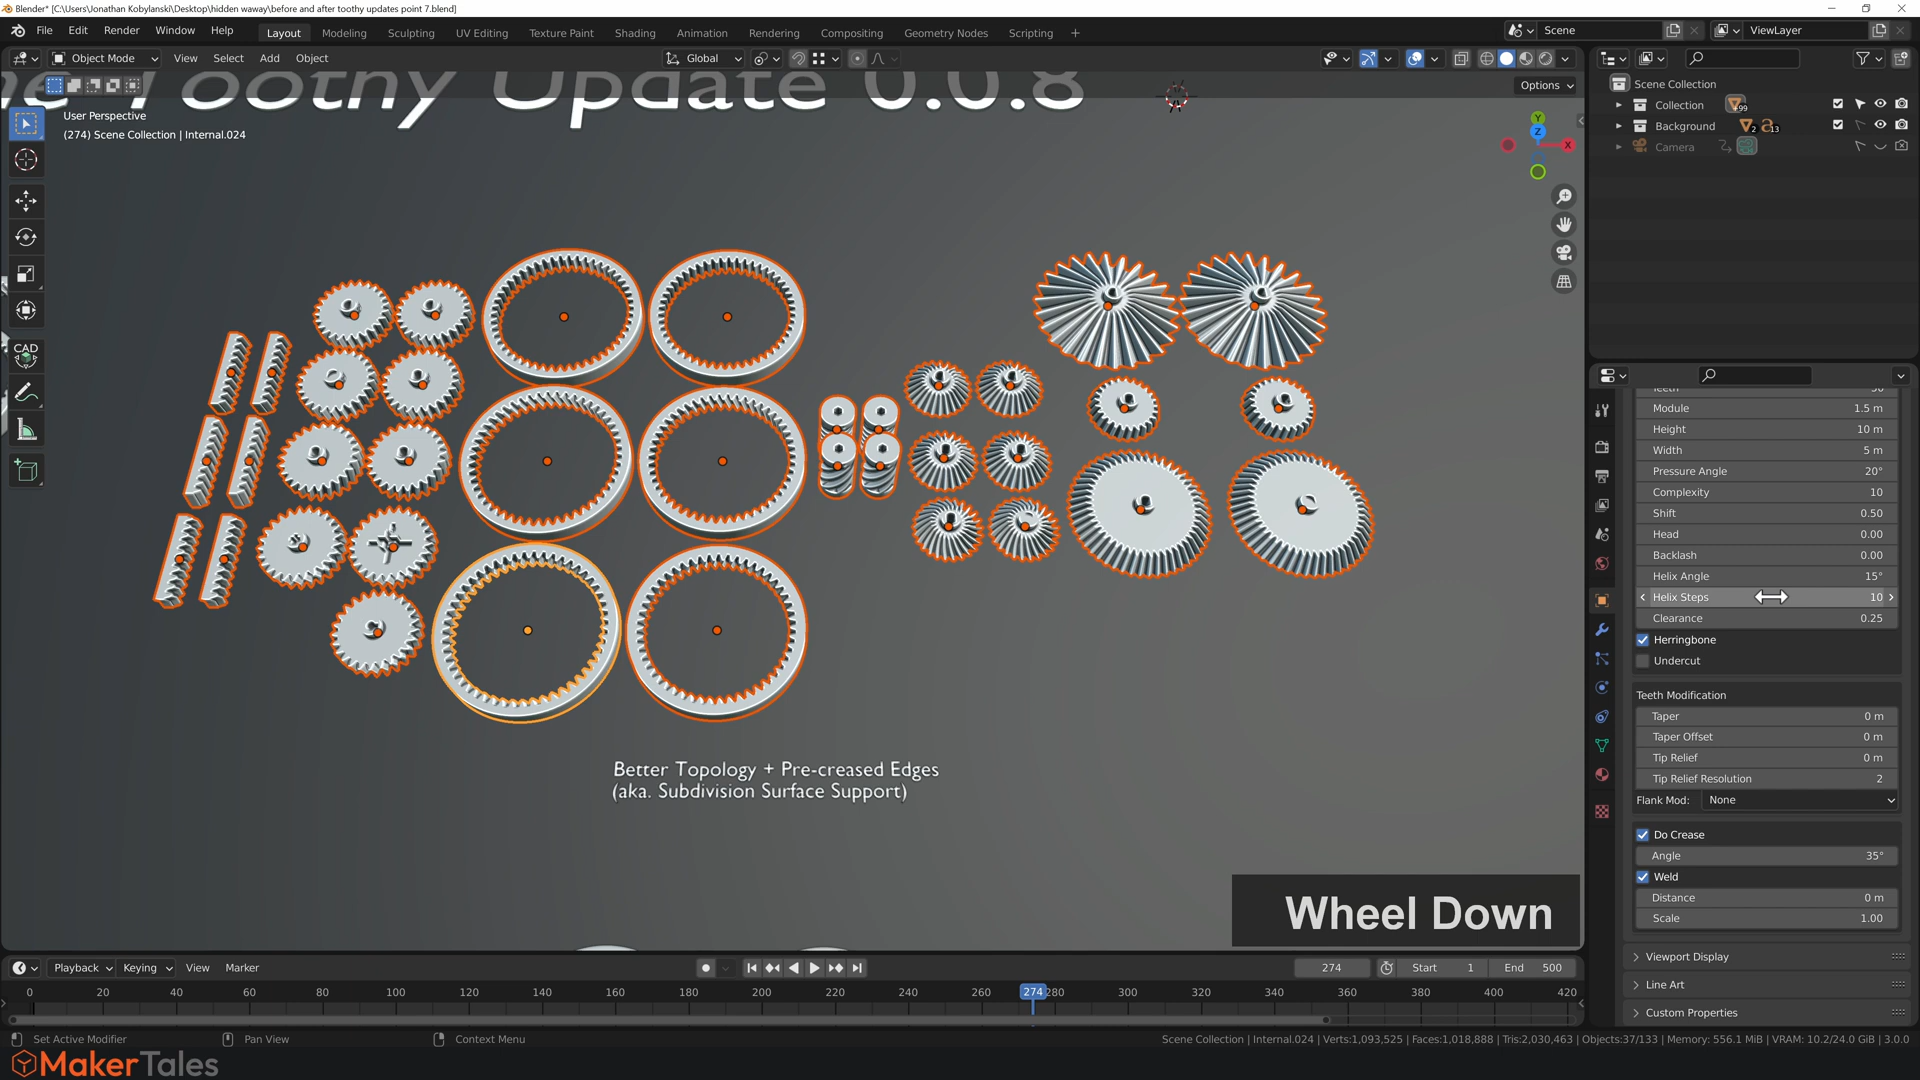 Blender* [C:\Users\Jonathan Kobylanski\Desktop\hidden waway\before and after toothy updates point 7.blend]
File Edit Render Window Help Layout Modeling Sculpting UV Editing Texture Paint Shading Animation Rendering Compositing Geometry Nodes Scripting +
Scene
ViewLayer
Object Mode View Select Add Object
Global
Options
Toothy Update 0.0.8
User Perspective
(274) Scene Collection | Internal.024
CAD
Y
Z
X
Better Topology + Pre-creased Edges
(aka. Subdivision Surface Support)
Wheel Down
Scene Collection
Collection
Background 2 13
Camera
Module 1.5 m
Height 10 m
Width 5 m
Pressure Angle 20°
Complexity 10
Shift 0.50
Head 0.00
Backlash 0.00
Helix Angle 15°
Helix Steps 10
Clearance 0.25
Herringbone
Undercut
Teeth Modification
Taper 0 m
Taper Offset 0 m
Tip Relief 0 m
Tip Relief Resolution 2
Flank Mod: None
Do Crease
Angle 35°
Weld
Distance 0 m
Scale 1.00
Viewport Display
Line Art
Custom Properties
Playback Keying View Marker
274 Start 1 End 500
0 20 40 60 80 100 120 140 160 180 200 220 240 260 274 280 300 320 340 360 380 400 420
Set Active Modifier Pan View Context Menu
Scene Collection | Internal.024 | Verts:1,093,525 | Faces:1,018,888 | Tris:2,030,463 | Objects:37/133 | Memory: 556.1 MiB | VRAM: 10.2/24.0 GiB | 3.0.0
MakerTales